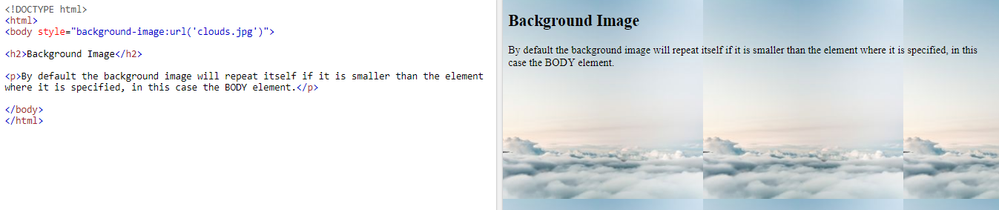 <!DOCTYPE html>
<html>
<body style="background-image:url('clouds.jpg')">
<h2>Background Image</h2>
<p>By default the background image will repeat itself if it is smaller than the element
where it is specified, in this case the BODY element.</p>
</body>
</html>
Background Image
By default the background image will repeat itself if it is smaller than the element where it is specified, in this
case the BODY element.